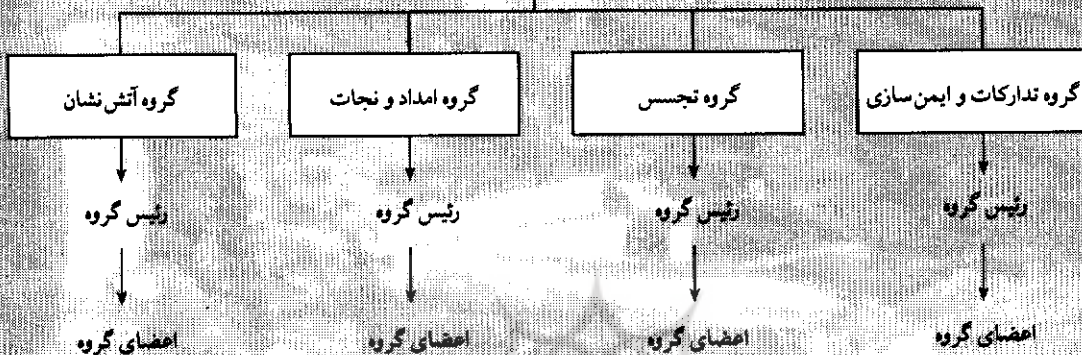 گروه تدارکات و ایمن سازی
گروه تجسس
گروه امداد و نجات
گروه آتش نشان
رئیس گروه
رئیس گروه
رئیس گروه
رئیس گروه
اعضای گروه
اعضای گروه
اعضای گروه
اعضای گروه